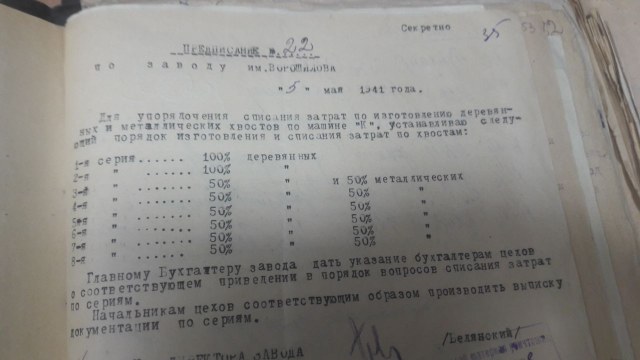 Секретно
35
ПРЕДПИСАНИЕ № 22
по заводу им.ВОРОШИЛОВА
"5" мая 1941 года.
Для упорядочения списания затрат по изготовлению деревян-
ных и металлических хвостов по машине "К", устанавливаю следу-
ющий порядок изготовления и списания затрат по хвостам:
1-я серия...... 100% деревянных
2-я " ...... 100% "
3-я " ...... 50% " и 50% металлических
4-я " ...... 50% " 50% "
5-я " ...... 50% " 50% "
" ...... 50% " 50% "
" ...... 50% " 50% "
" ...... 50% " 50% "
Главному Бухгалтеру завода дать указание бухгалтерам цехов
о соответствующем приведении в порядок вопросов списания затрат
по сериям.
Начальникам цехов соответствующим образом производить выписку
документации по сериям.
ДИРЕКТОРА ЗАВОДА /Белянский/